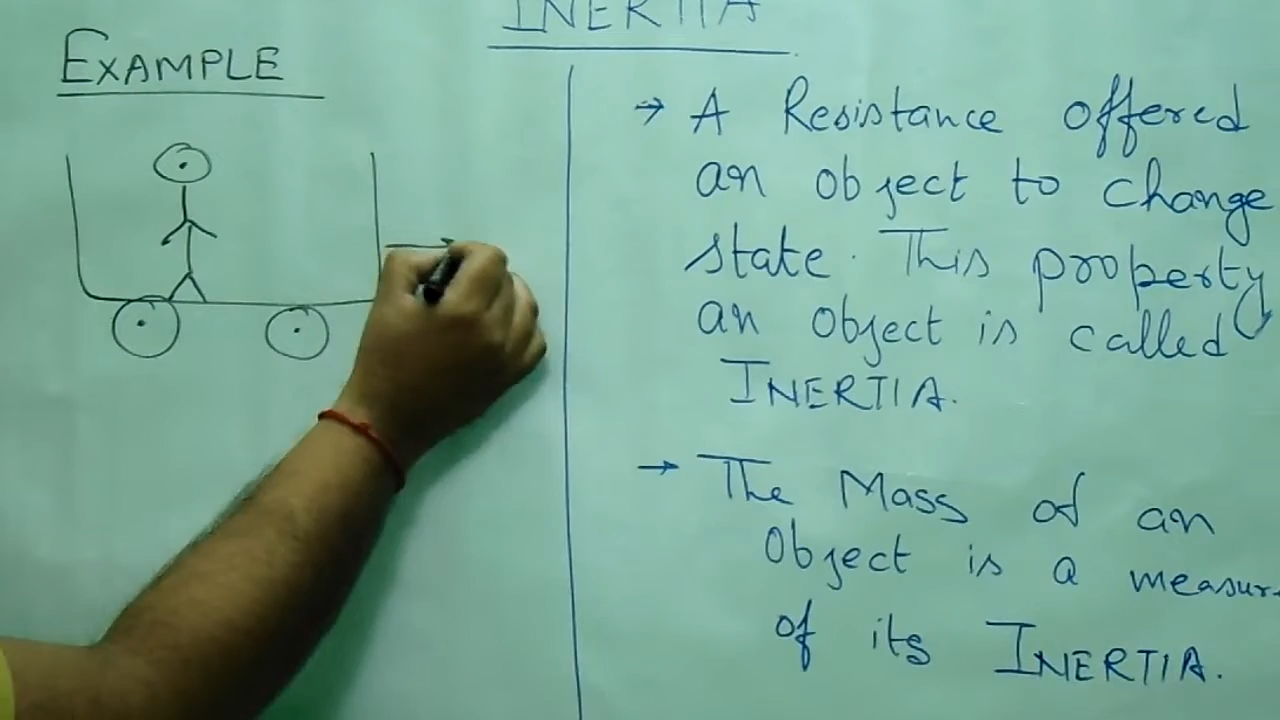 INERTIA
EXAMPLE
→ A Resistance offered
an object to change
state. This property
an object is called
INERTIA.
→ The Mass of an
Object is a
of its INERTIA.